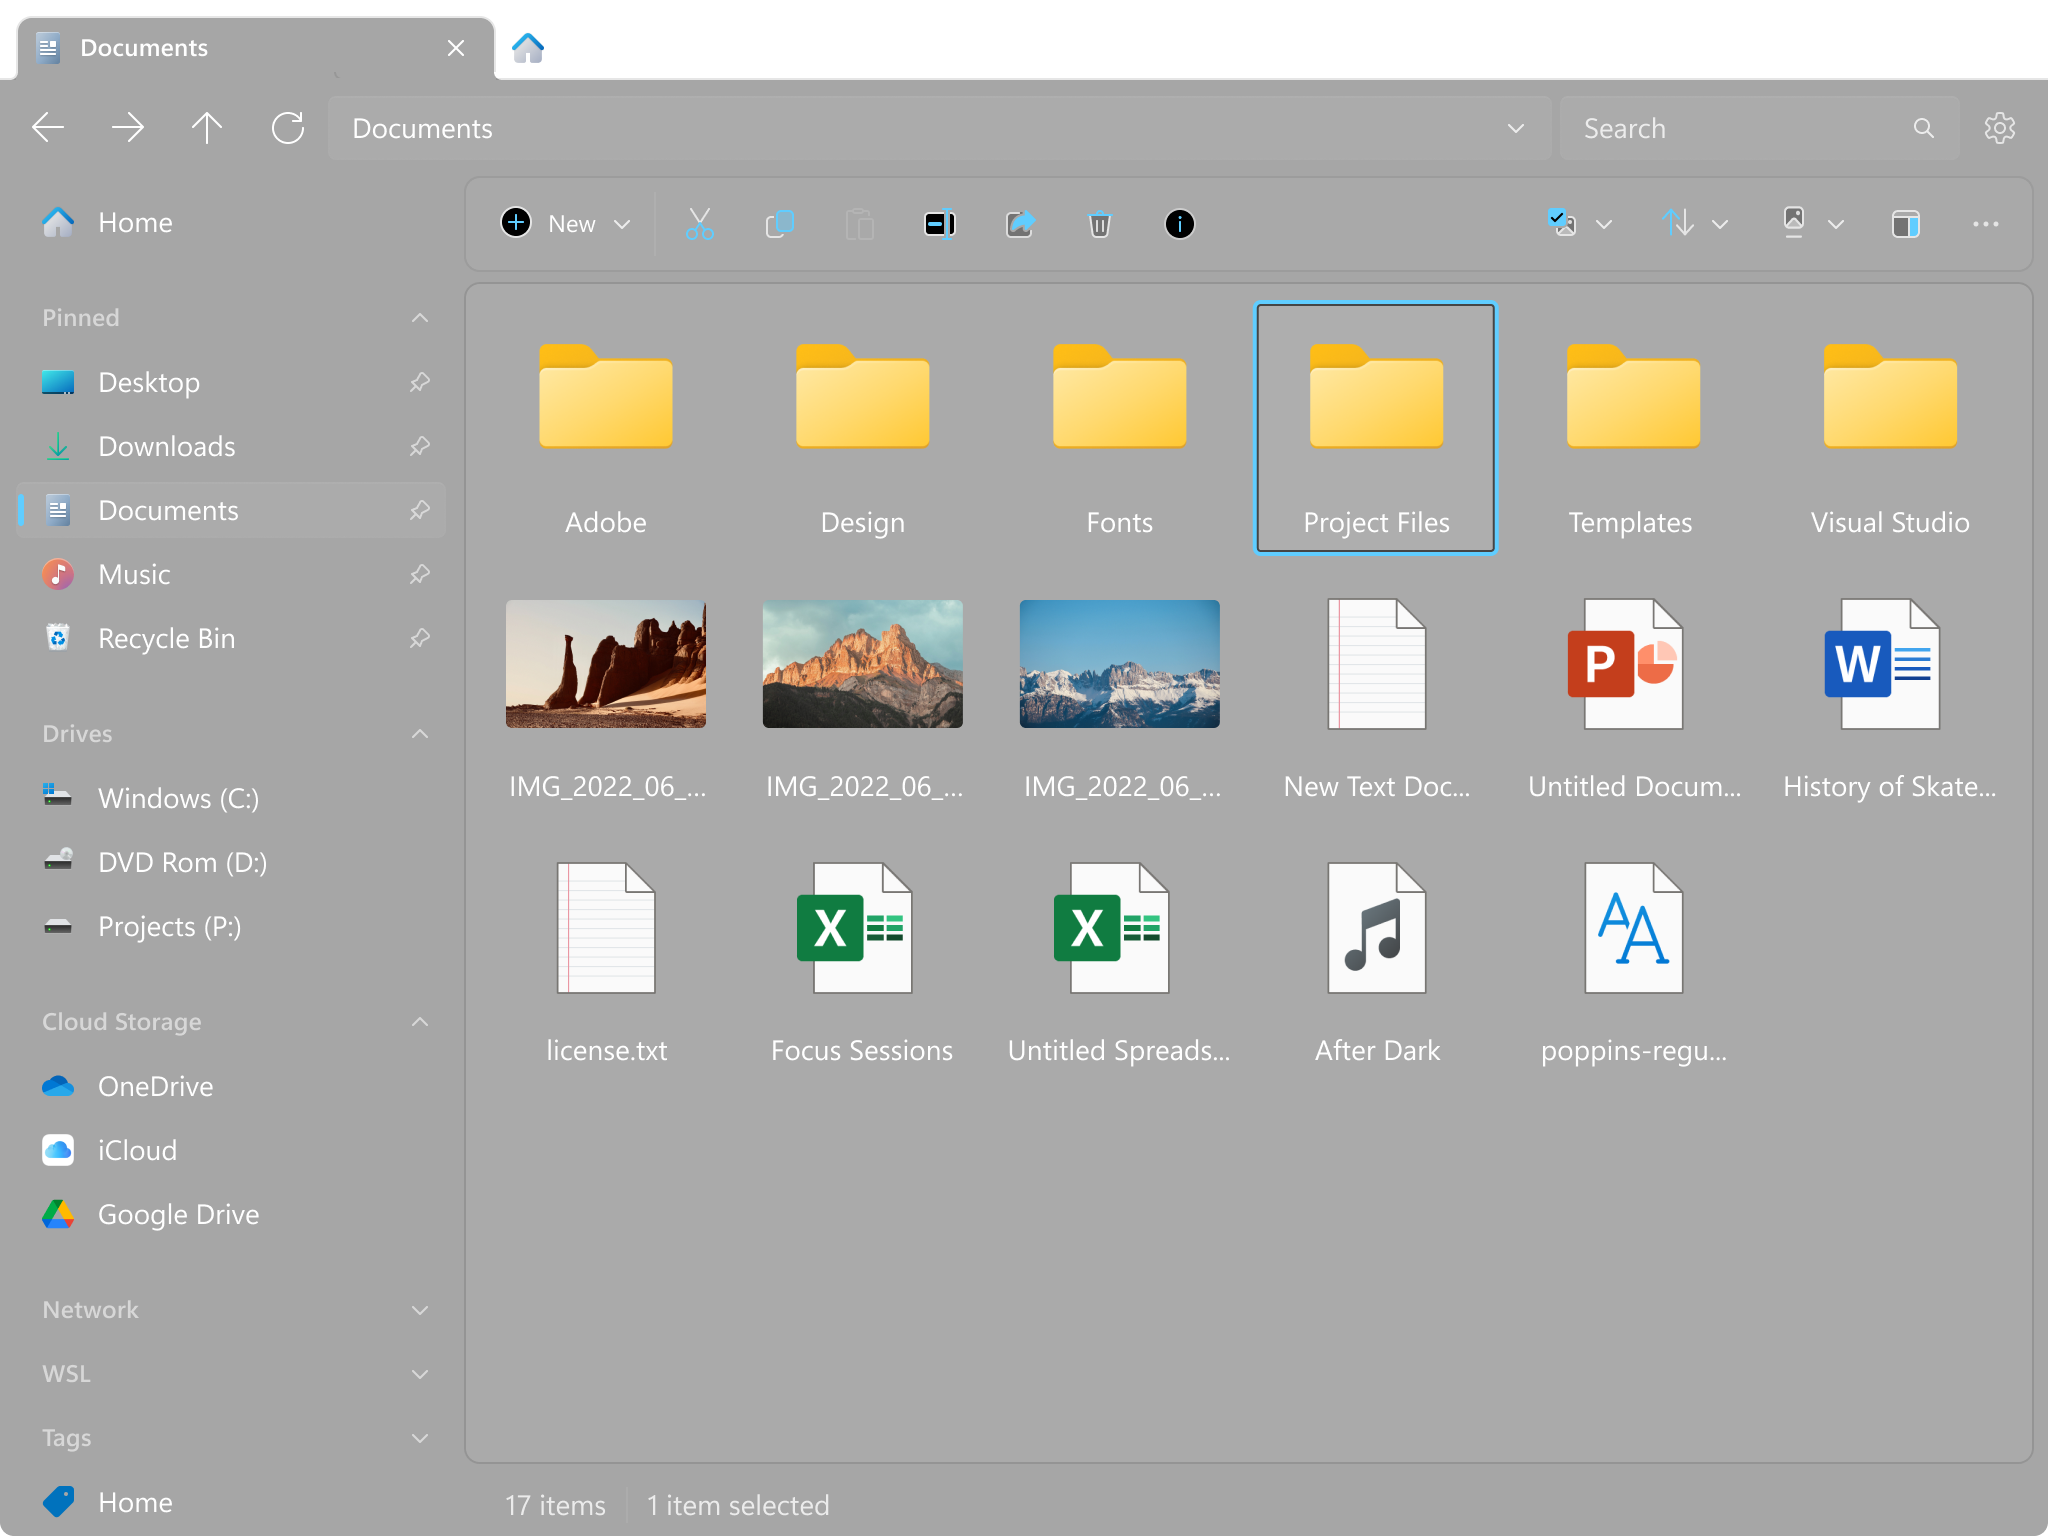 Documents
Documents
Search
Home
New
Pinned
Desktop
Downloads
Documents
Music
Recycle Bin
Drives
Windows (C:)
DVD Rom (D:)
Projects (P:)
Cloud Storage
OneDrive
iCloud
Google Drive
Network
WSL
Tags
Home
Adobe
Design
Fonts
Project Files
Templates
Visual Studio
P
W
IMG_2022_06_...
IMG_2022_06_...
IMG_2022_06_...
New Text Doc...
Untitled Docum...
History of Skate...
X
X
AA
license.txt
Focus Sessions
Untitled Spreads...
After Dark
poppins-regu...
17 items
1 item selected